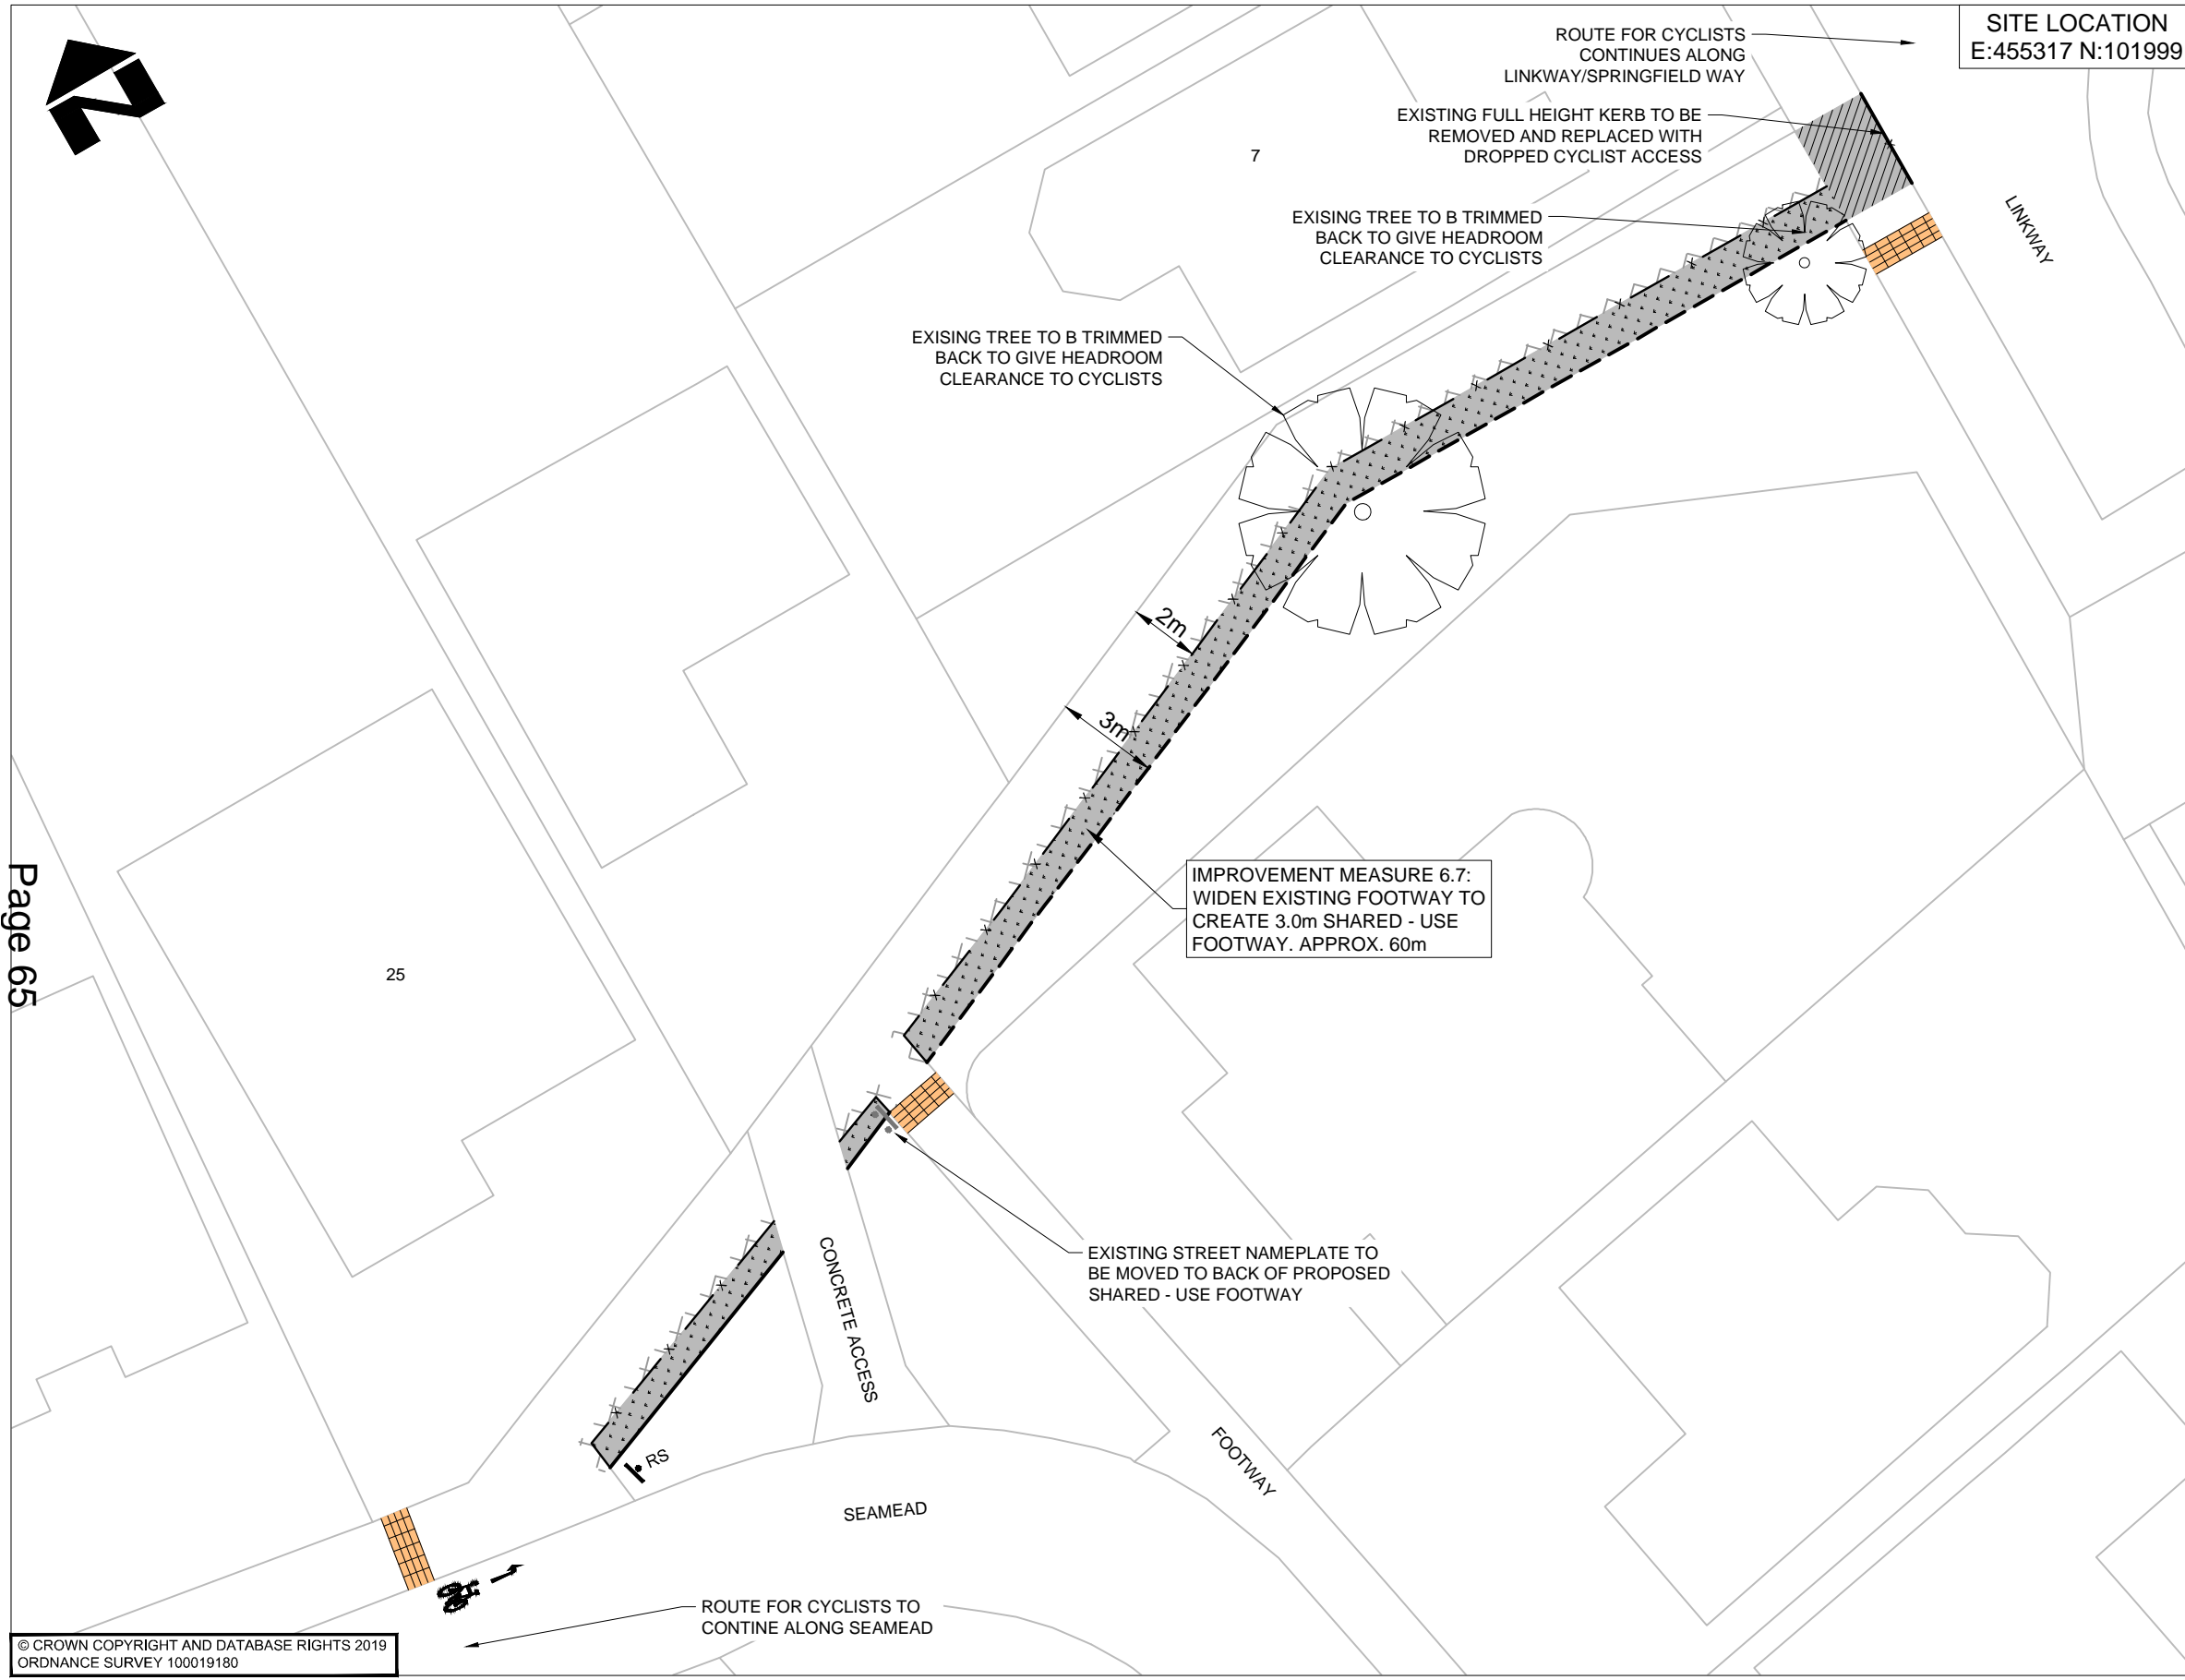 SITE LOCATION
E:455317 N:101999
ROUTE FOR CYCLISTS
CONTINUES ALONG
LINKWAY/SPRINGFIELD WAY
EXISTING FULL HEIGHT KERB TO BE
REMOVED AND REPLACED WITH
DROPPED CYCLIST ACCESS
7
EXISING TREE TO B TRIMMED
BACK TO GIVE HEADROOM
CLEARANCE TO CYCLISTS
LINKWAY
EXISING TREE TO B TRIMMED
BACK TO GIVE HEADROOM
CLEARANCE TO CYCLISTS
2m
3m
IMPROVEMENT MEASURE 6.7:
WIDEN EXISTING FOOTWAY TO
CREATE 3.0m SHARED - USE
FOOTWAY. APPROX. 60m
Page 65
25
EXISTING STREET NAMEPLATE TO
BE MOVED TO BACK OF PROPOSED
SHARED - USE FOOTWAY
CONCRETE ACCESS
RS
FOOTWAY
SEAMEAD
ROUTE FOR CYCLISTS TO
CONTINE ALONG SEAMEAD
© CROWN COPYRIGHT AND DATABASE RIGHTS 2019
ORDNANCE SURVEY 100019180
N